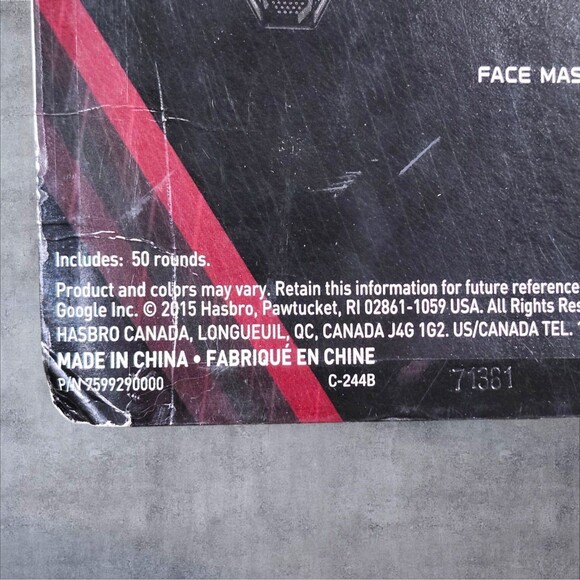 FACE MAS
Includes: 50 rounds.
Product and colors may vary. Retain this information for future reference
Google Inc. © 2015 Hasbro, Pawtucket, RI 02861-1059 USA. All Rights Res
HASBRO CANADA, LONGUEUIL, QC, CANADA J4G 1G2. US/CANADA TEL.
MADE IN CHINA • FABRIQUÉ EN CHINE
P/N 7599290000 C-244B 71361